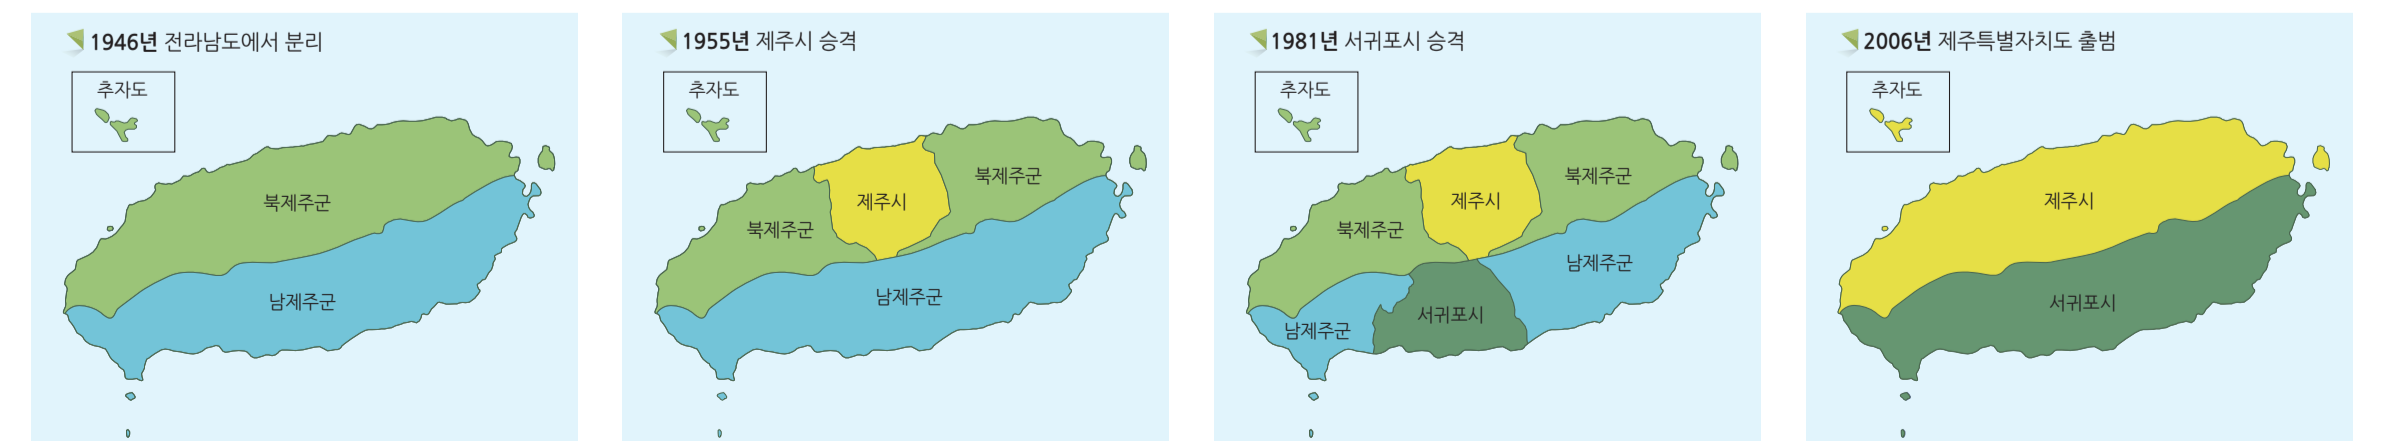 1946년 전라남도에서 분리
추자도
북제주군
남제주군
1955년 제주시 승격
추자도
북제주군
제주시
북제주군
남제주군
1981년 서귀포시 승격
추자도
북제주군
제주시
북제주군
남제주군
서귀포시
남제주군
2006년 제주특별자치도 출범
추자도
제주시
서귀포시